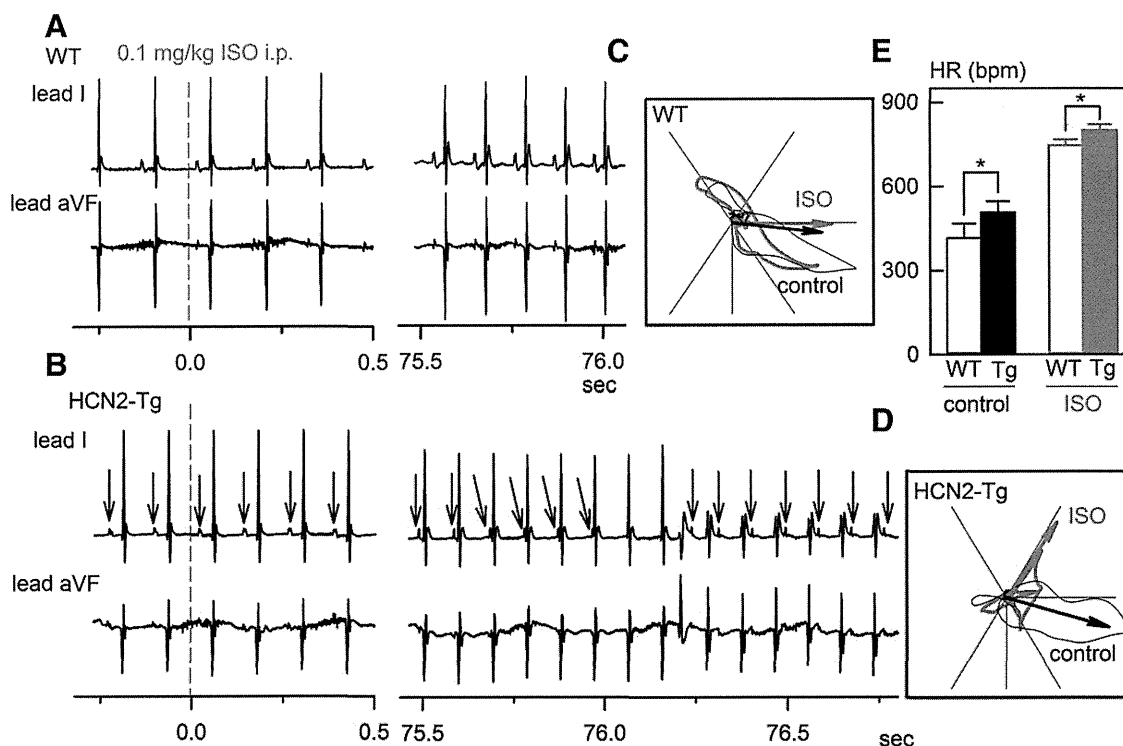 A
WT
0.1 mg/kg ISO i.p.
lead I
lead aVF
0.0
0.5
75.5
76.0
sec
B
HCN2-Tg
lead I
lead aVF
0.0
0.5
75.5
76.0
76.5
sec
C
WT
ISO
control
E
HR (bpm)
900
600
300
0
*
*
WT Tg
WT Tg
control
ISO
D
HCN2-Tg
ISO
control